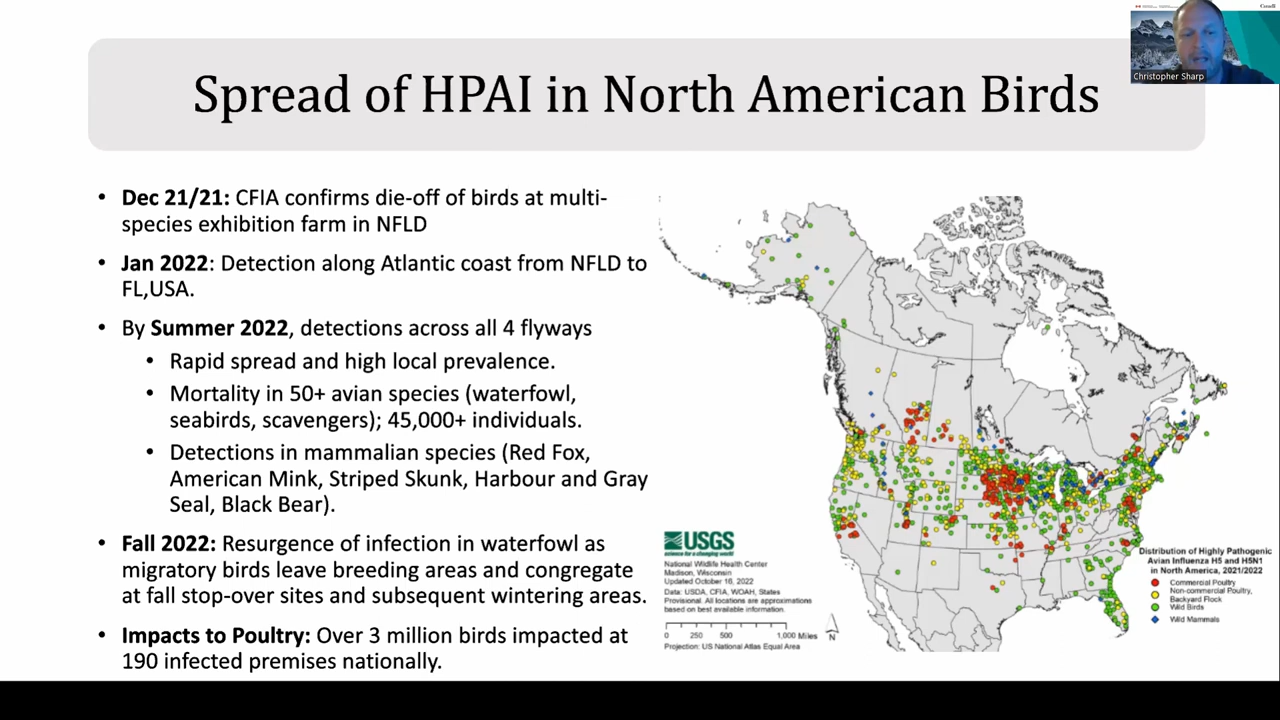 Canada
Christopher Sharp
Spread of HPAI in North American Birds
• Dec 21/21: CFIA confirms die-off of birds at multi-
species exhibition farm in NFLD
• Jan 2022: Detection along Atlantic coast from NFLD to
FL,USA.
• By Summer 2022, detections across all 4 flyways
• Rapid spread and high local prevalence.
• Mortality in 50+ avian species (waterfowl,
seabirds, scavengers); 45,000+ individuals.
• Detections in mammalian species (Red Fox,
American Mink, Striped Skunk, Harbour and Gray
Seal, Black Bear).
• Fall 2022: Resurgence of infection in waterfowl as
migratory birds leave breeding areas and congregate
at fall stop-over sites and subsequent wintering areas.
• Impacts to Poultry: Over 3 million birds impacted at
190 infected premises nationally.
USGS
science for a changing world
National Wildlife Health Center
Madison, Wisconsin
Updated October 18, 2022
Data: USDA, CFIA, WOAH, States
Provisional. All locations are approximations
based on best available information.
0 250 500 1,000 Miles
N
Projection: US National Atlas Equal Area
Distribution of Highly Pathogenic
Avian Influenza H5 and H5N1
in North America, 2021/2022
Commercial Poultry
Non-commercial Poultry,
Backyard Flock
Wild Birds
Wild Mammals